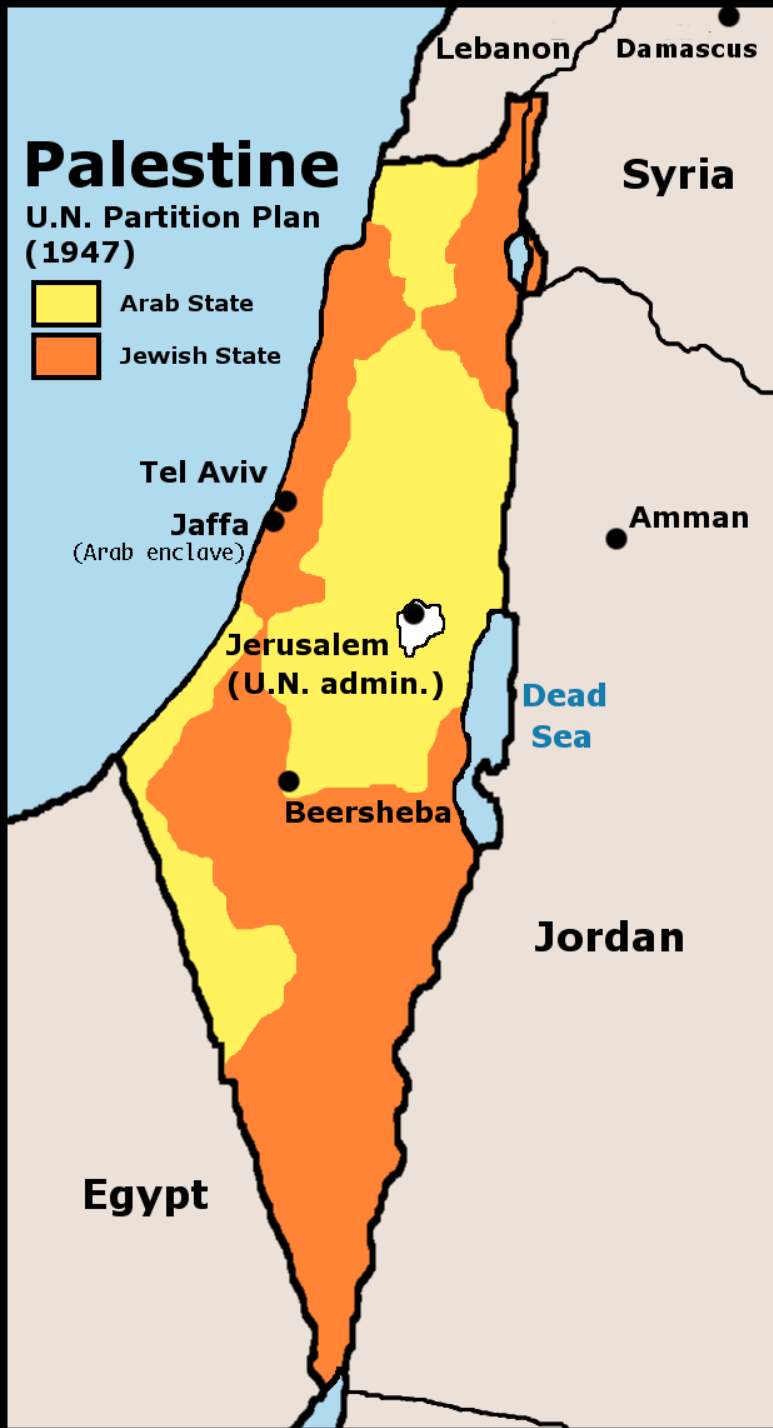 Lebanon
Damascus
Palestine
U.N. Partition Plan
(1947)
Syria
Arab State
Jewish State
Tel Aviv
Jaffa
(Arab enclave)
Amman
Jerusalem
(U.N. admin.)
Dead
Sea
Beersheba
Jordan
Egypt